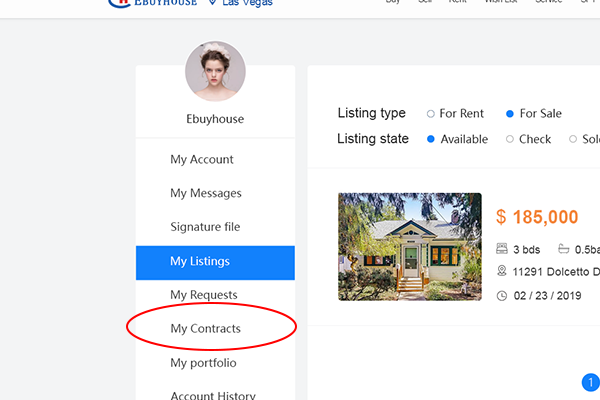 EBUYHOUSE Las Vegas Buy Sell Rent Wish List Service
Ebuyhouse
My Account
My Messages
Signature file
My Listings
My Requests
My Contracts
My portfolio
Account History
Listing type For Rent For Sale
Listing state Available Check
$ 185,000
3 bds 0.5ba
11291 Dolcetto D
02 / 23 / 2019
1